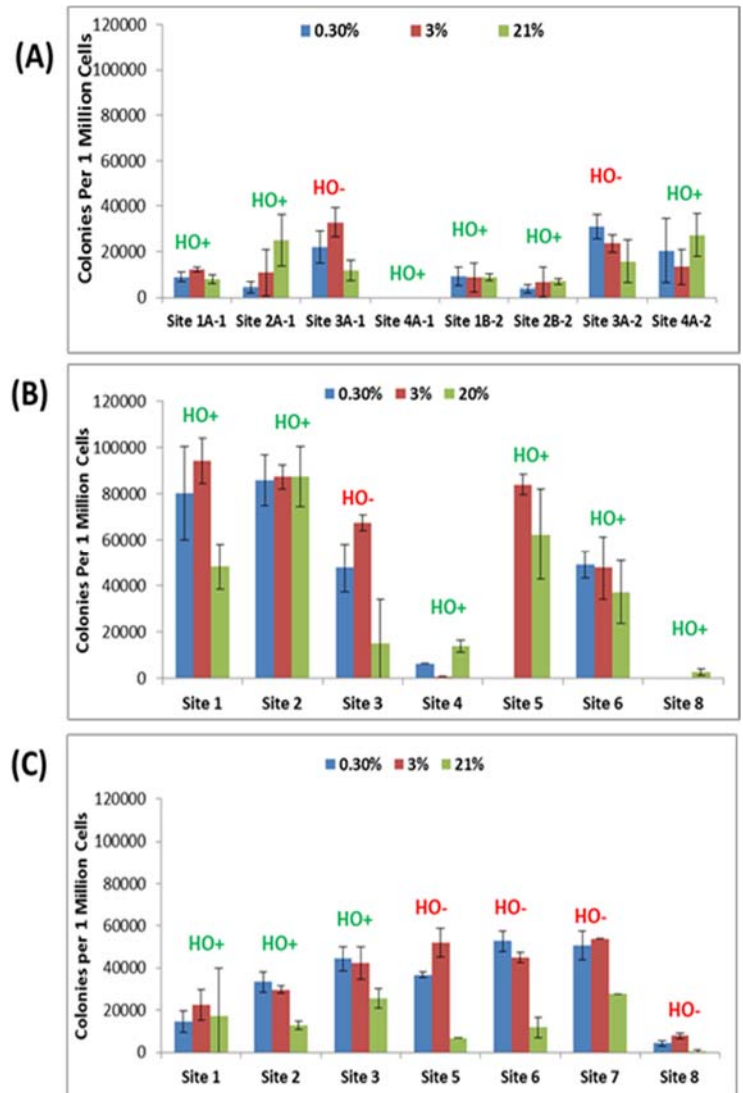 (A)
0.30% 3% 21%
Colonies Per 1 Million Cells
120000
100000
80000
60000
40000
20000
0
HO+
HO+
HO-
HO+
HO+
HO+
HO-
HO+
Site 1A-1 Site 2A-1 Site 3A-1 Site 4A-1 Site 1B-2 Site 2B-2 Site 3A-2 Site 4A-2
(B)
0.30% 3% 20%
Colonies Per 1 Million Cells
120000
100000
80000
60000
40000
20000
0
HO+
HO+
HO-
HO+
HO+
HO+
HO+
Site 1 Site 2 Site 3 Site 4 Site 5 Site 6 Site 8
(C)
0.30% 3% 21%
Colonies per 1 Million Cells
120000
100000
80000
60000
40000
20000
0
HO+
HO+
HO+
HO-
HO-
HO-
HO-
Site 1 Site 2 Site 3 Site 5 Site 6 Site 7 Site 8